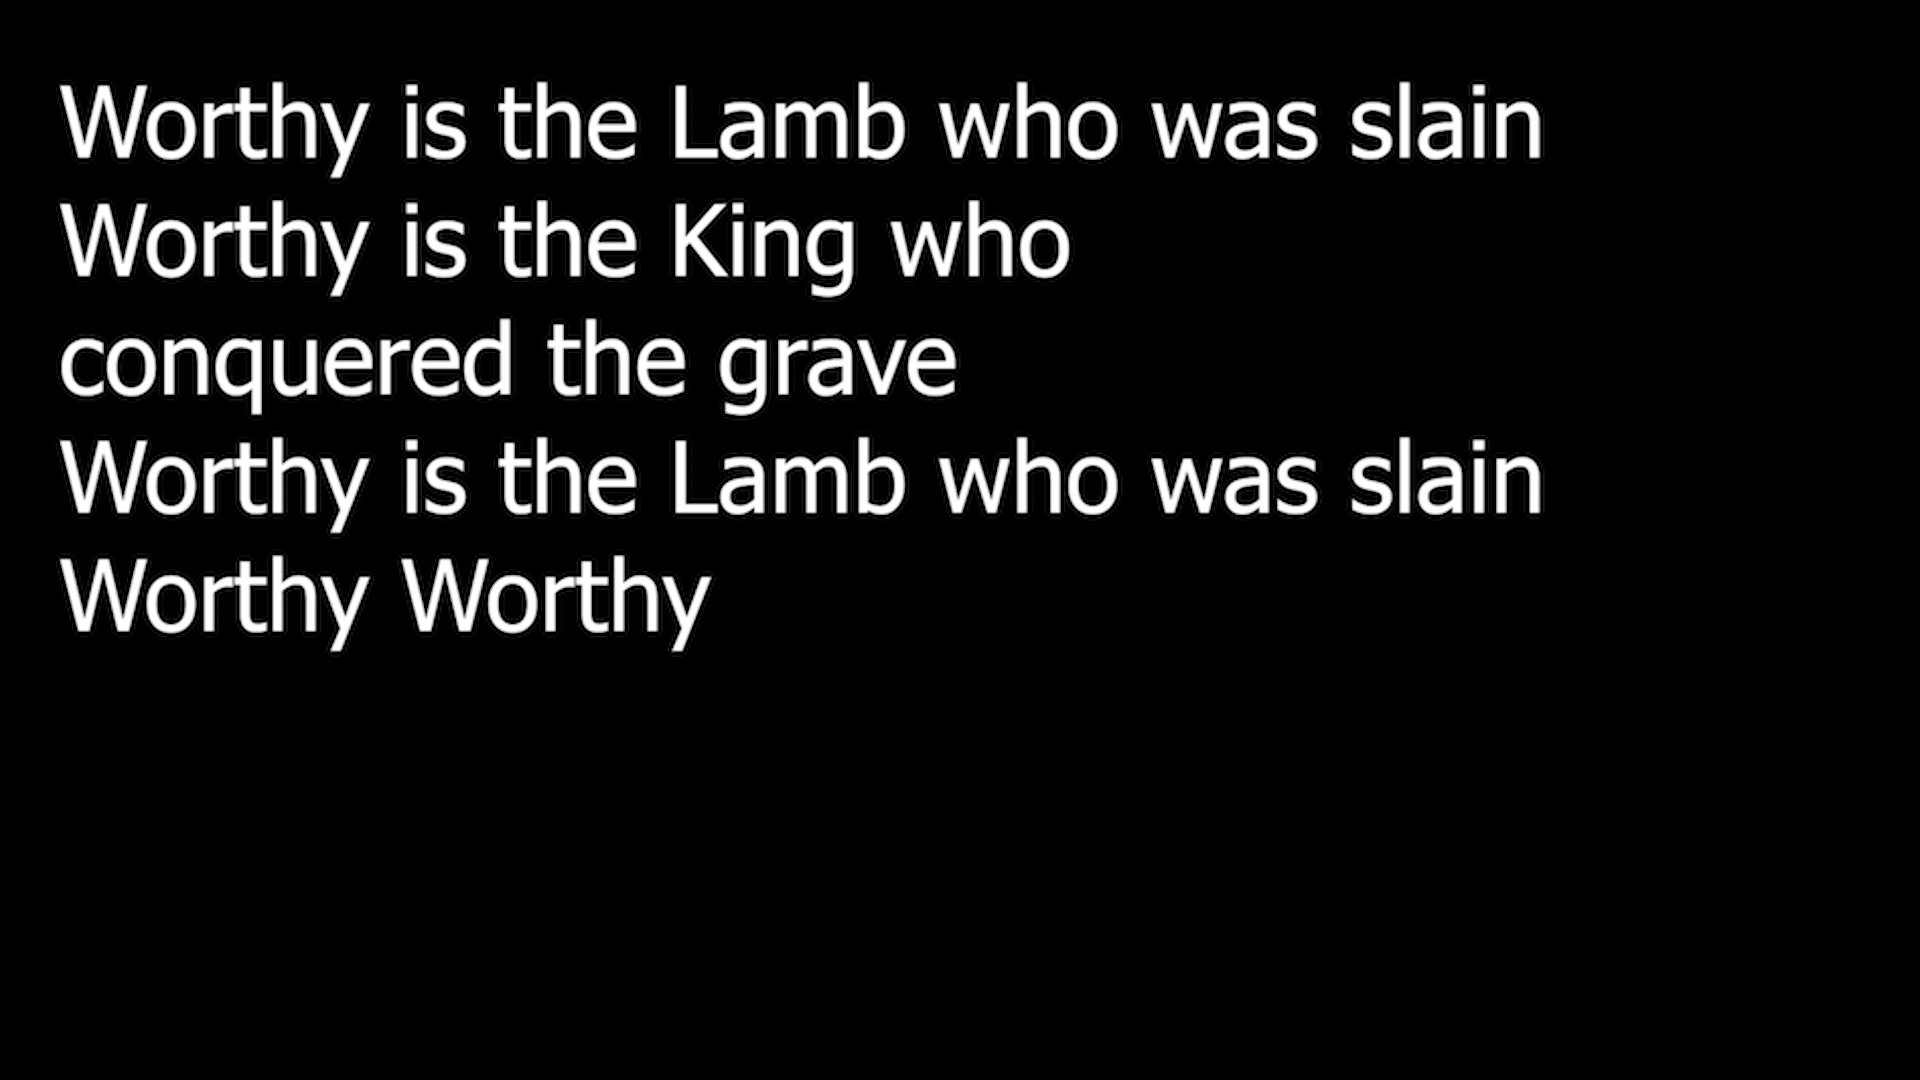 Worthy is the Lamb who was slain
Worthy is the King who
conquered the grave
Worthy is the Lamb who was slain
Worthy Worthy